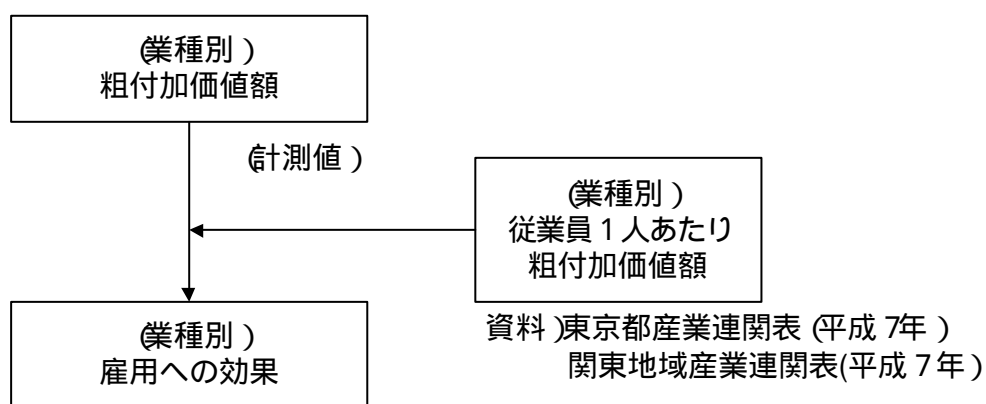 (業種別)
粗付加価値額
(計測値)
(業種別)
従業員1人あたり
粗付加価値額
(業種別)
雇用への効果
資料)東京都産業連関表(平成7年)
関東地域産業連関表(平成7年)